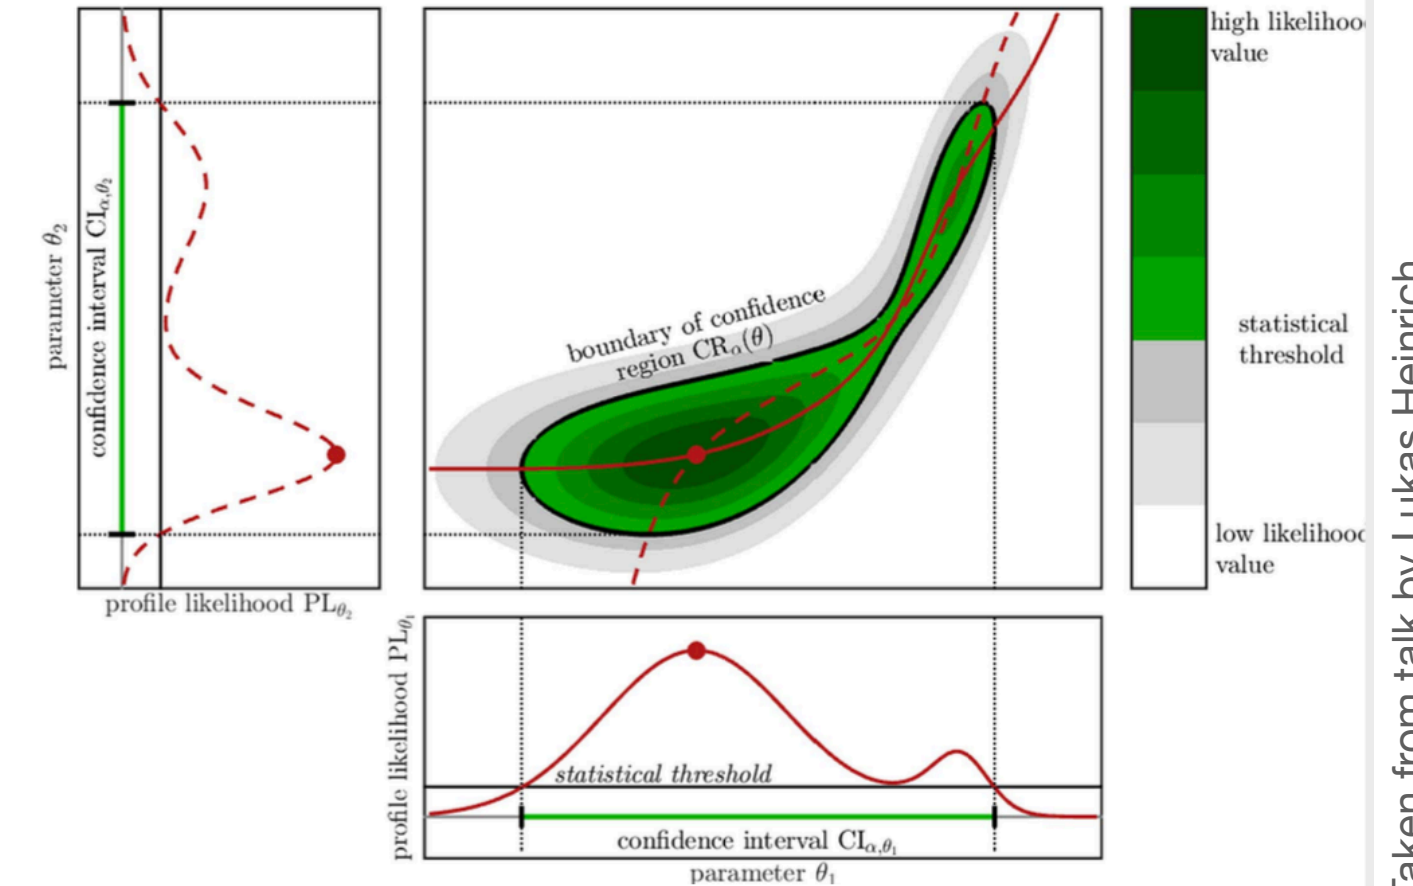 high likelihoo
value
confidence interval CIα,θ2
parameter θ2
boundary of confidence
region CRα(θ)
statistical
threshold
low likelihood
value
profile likelihood PLθ2
profile likelihood PLθ1
statistical threshold
confidence interval CIα,θ1
parameter θ1
Taken from talk by Lukas Heinrich